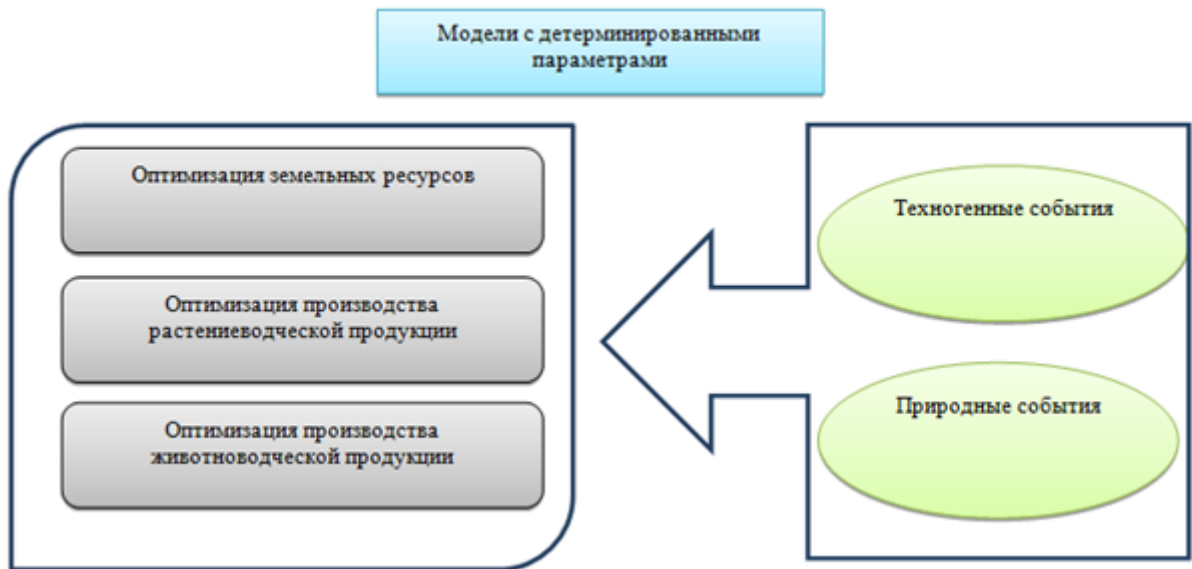 Модели с детерминированными
параметрами
Оптимизация земельных ресурсов
Оптимизация производства
растениеводческой продукции
Оптимизация производства
животноводческой продукции
Техногенные события
Природные события